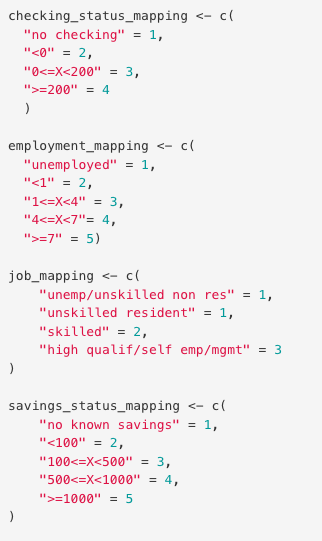 checking_status_mapping <- c(
  "no checking" = 1,
  "<0" = 2,
  "0<=X<200" = 3,
  ">=200" = 4
  )

employment_mapping <- c(
  "unemployed" = 1,
  "<1" = 2,
  "1<=X<4" = 3,
  "4<=X<7"= 4,
  ">=7" = 5)

job_mapping <- c(
    "unemp/unskilled non res" = 1,
    "unskilled resident" = 1,
    "skilled" = 2,
    "high qualif/self emp/mgmt" = 3
)

savings_status_mapping <- c(
    "no known savings" = 1,
    "<100" = 2,
    "100<=X<500" = 3,
    "500<=X<1000" = 4,
    ">=1000" = 5
)